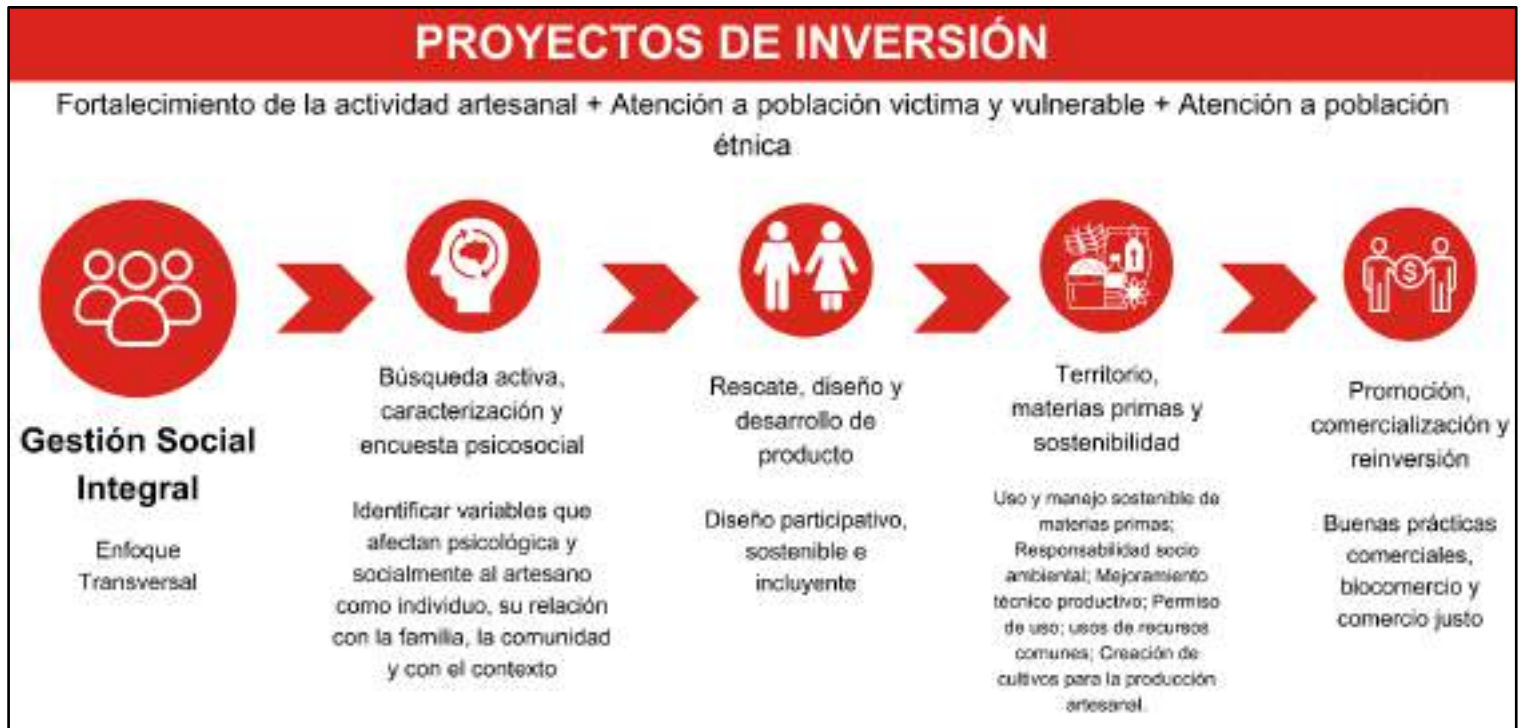 PROYECTOS DE INVERSIÓN
Fortalecimiento de la actividad artesanal + Atención a población victima y vulnerable + Atención a población
étnica
Gestión Social
Integral
Enfoque
Transversal
Búsqueda activa,
caracterización y
encuesta psicosocial
Identificar variables que
afectan psicológica y
socialmente al artesano
como individuo, su relación
con la familia, la comunidad
y con el contexto
Rescate, diseño y
desarrollo de
producto
Diseño participativo,
sostenible e
incluyente
Territorio,
materias primas y
sostenibilidad
Uso y manejo sostenible de
materias primas;
Responsabilidad socio
ambiental; Mejoramiento
técnico productivo; Permiso
de uso; usos de recursos
comunes; Creación de
cultivos para la producción
artesanal.
$
Promoción,
comercialización y
reinversión
Buenas prácticas
comerciales,
biocomercio y
comercio justo